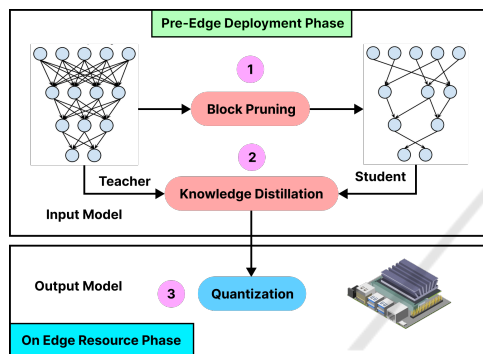 Pre-Edge Deployment Phase
1
Block Pruning
2
Teacher
Knowledge Distillation
Student
Input Model
Output Model
3
Quantization
On Edge Resource Phase